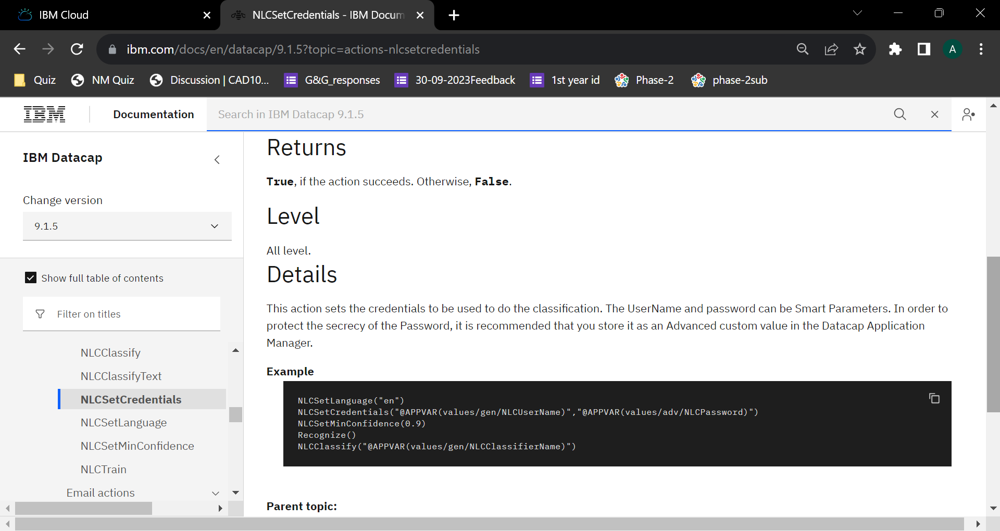 IBM Cloud
NLCSetCredentials - IBM Docum
ibm.com/docs/en/datacap/9.1.5?topic=actions-nlcsetcredentials
A
Quiz
NM Quiz
Discussion | CAD10...
G&G_responses
30-09-2023Feedback
1st year id
Phase-2
phase-2sub
IBM
Documentation
Search in IBM Datacap 9.1.5
IBM Datacap
Change version
9.1.5
Show full table of contents
Filter on titles
NLCClassify
NLCClassifyText
NLCSetCredentials
NLCSetLanguage
NLCSetMinConfidence
NLCTrain
Email actions
Returns
True, if the action succeeds. Otherwise, False.
Level
All level.
Details
This action sets the credentials to be used to do the classification. The UserName and password can be Smart Parameters. In order to
protect the secrecy of the Password, it is recommended that you store it as an Advanced custom value in the Datacap Application
Manager.
Example
NLCSetLanguage("en")
NLCSetCredentials("@APPVAR(values/gen/NLCUserName)","@APPVAR(values/adv/NLCPassword)")
NLCSetMinConfidence(0.9)
Recognize()
NLCClassify("@APPVAR(values/gen/NLCClassifierName)")
Parent topic: